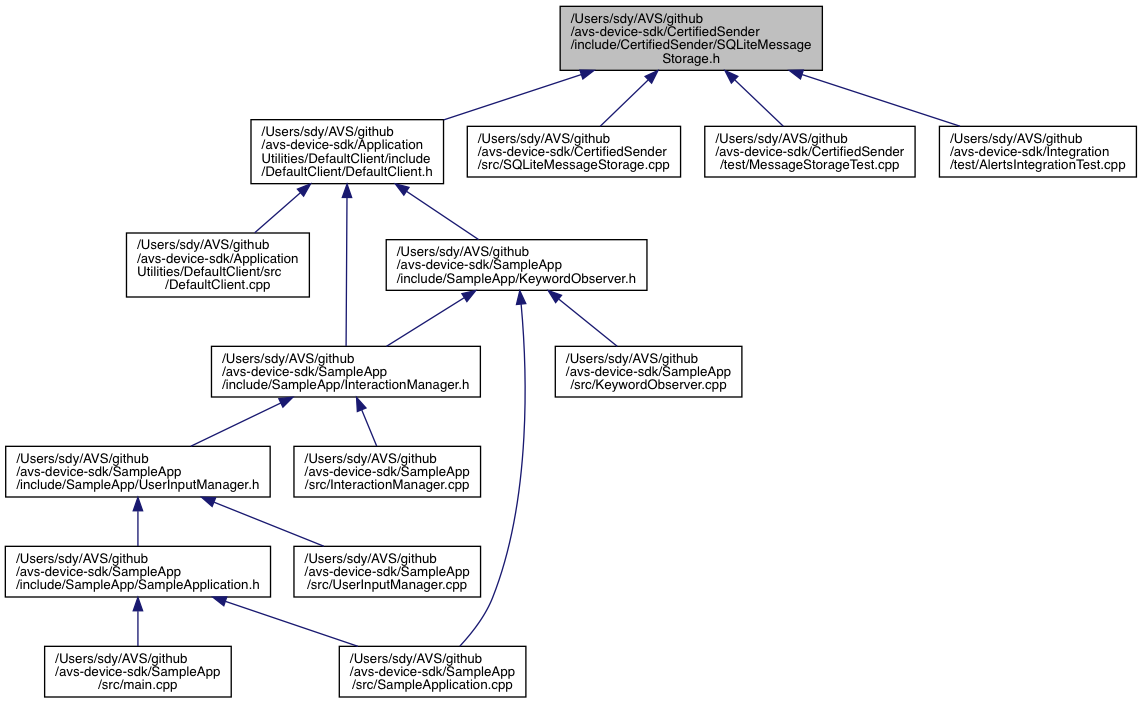 /Users/sdy/AVS/github
/avs-device-sdk/CertifiedSender
/include/CertifiedSender/SQLiteMessage
Storage.h
/Users/sdy/AVS/github
/avs-device-sdk/Application
Utilities/DefaultClient/include
/DefaultClient/DefaultClient.h
/Users/sdy/AVS/github
/avs-device-sdk/CertifiedSender
/src/SQLiteMessageStorage.cpp
/Users/sdy/AVS/github
/avs-device-sdk/CertifiedSender
/test/MessageStorageTest.cpp
/Users/sdy/AVS/github
/avs-device-sdk/Integration
/test/AlertsIntegrationTest.cpp
/Users/sdy/AVS/github
/avs-device-sdk/Application
Utilities/DefaultClient/src
/DefaultClient.cpp
/Users/sdy/AVS/github
/avs-device-sdk/SampleApp
/include/SampleApp/KeywordObserver.h
/Users/sdy/AVS/github
/avs-device-sdk/SampleApp
/include/SampleApp/InteractionManager.h
/Users/sdy/AVS/github
/avs-device-sdk/SampleApp
/src/KeywordObserver.cpp
/Users/sdy/AVS/github
/avs-device-sdk/SampleApp
/include/SampleApp/UserInputManager.h
/Users/sdy/AVS/github
/avs-device-sdk/SampleApp
/src/InteractionManager.cpp
/Users/sdy/AVS/github
/avs-device-sdk/SampleApp
/include/SampleApp/SampleApplication.h
/Users/sdy/AVS/github
/avs-device-sdk/SampleApp
/src/UserInputManager.cpp
/Users/sdy/AVS/github
/avs-device-sdk/SampleApp
/src/main.cpp
/Users/sdy/AVS/github
/avs-device-sdk/SampleApp
/src/SampleApplication.cpp